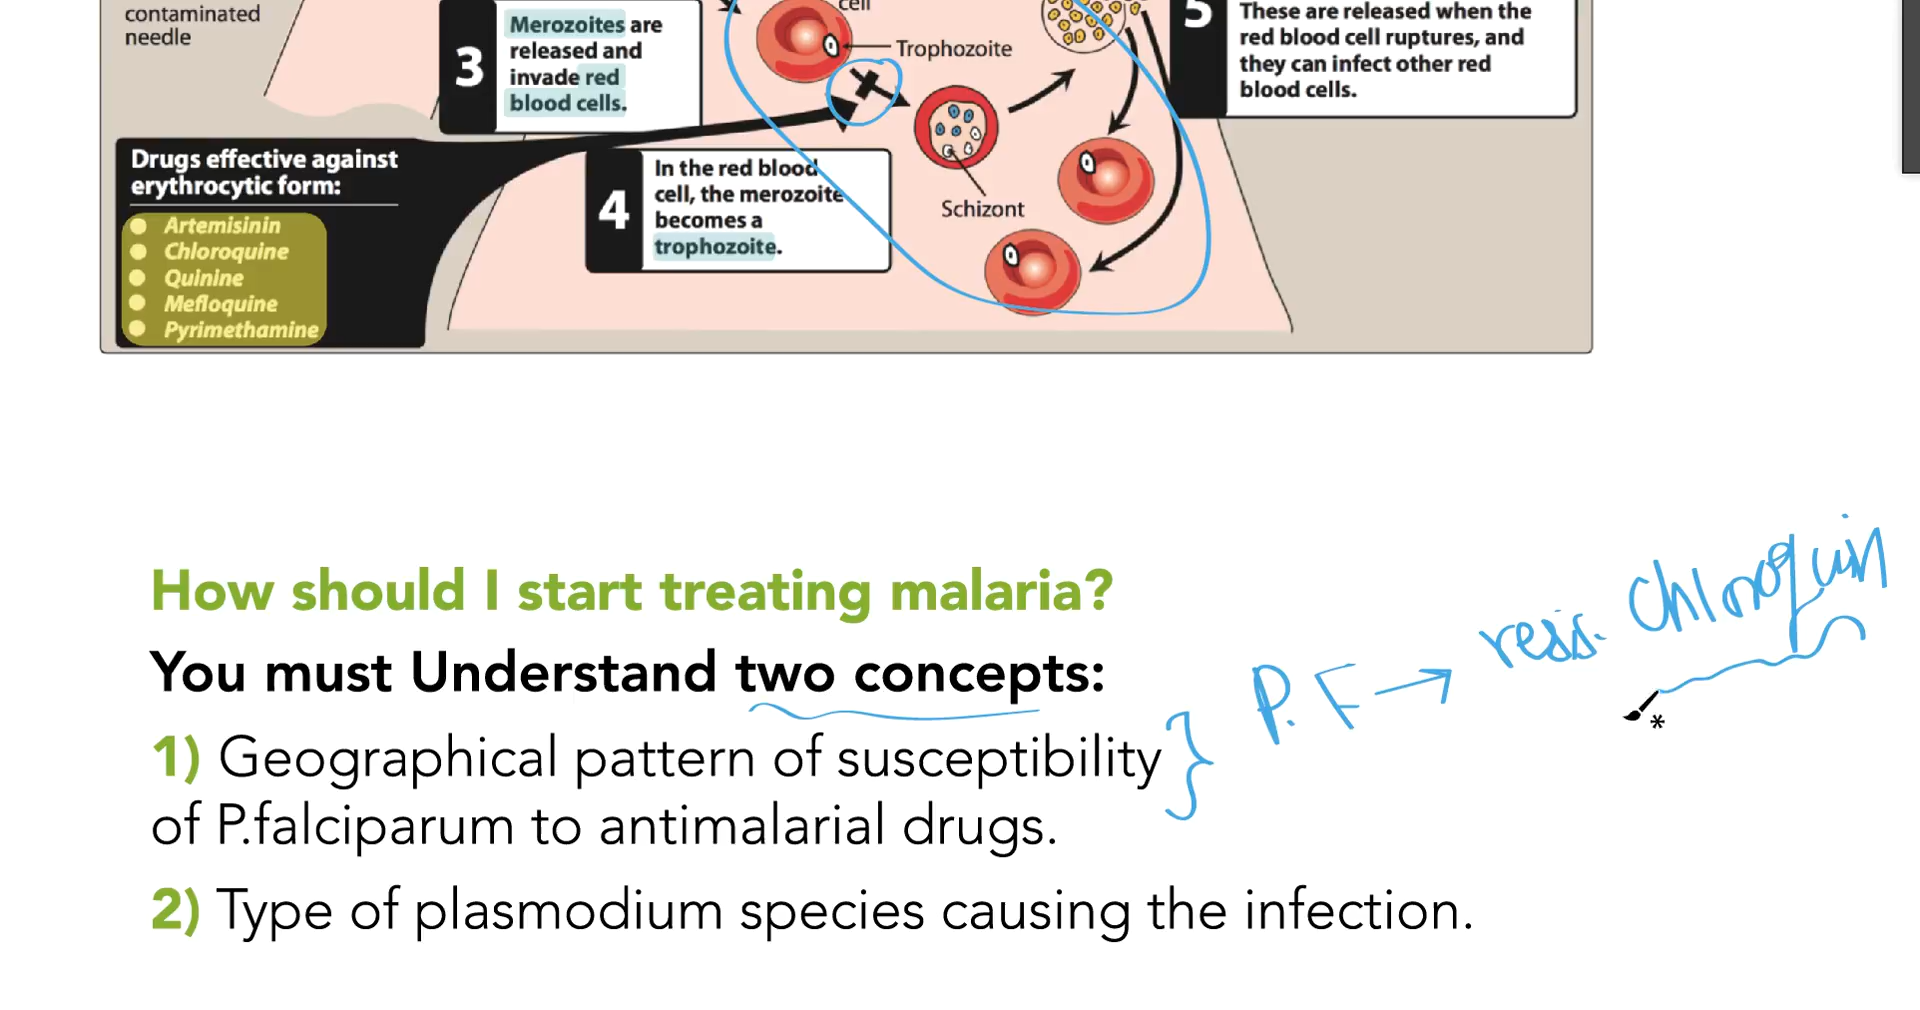 contaminated
needle
3
Merozoites are
released and
invade red
blood cells.
cell
Trophozoite
5
These are released when the
red blood cell ruptures, and
they can infect other red
blood cells.
Drugs effective against
erythrocytic form:
Artemisinin
Chloroquine
Quinine
Mefloquine
Pyrimethamine
4
In the red blood
cell, the merozoite
becomes a
trophozoite.
Schizont
How should I start treating malaria?
You must Understand two concepts:
1) Geographical pattern of susceptibility
of P.falciparum to antimalarial drugs.
2) Type of plasmodium species causing the infection.
P. F → resis. Chloroquin
*